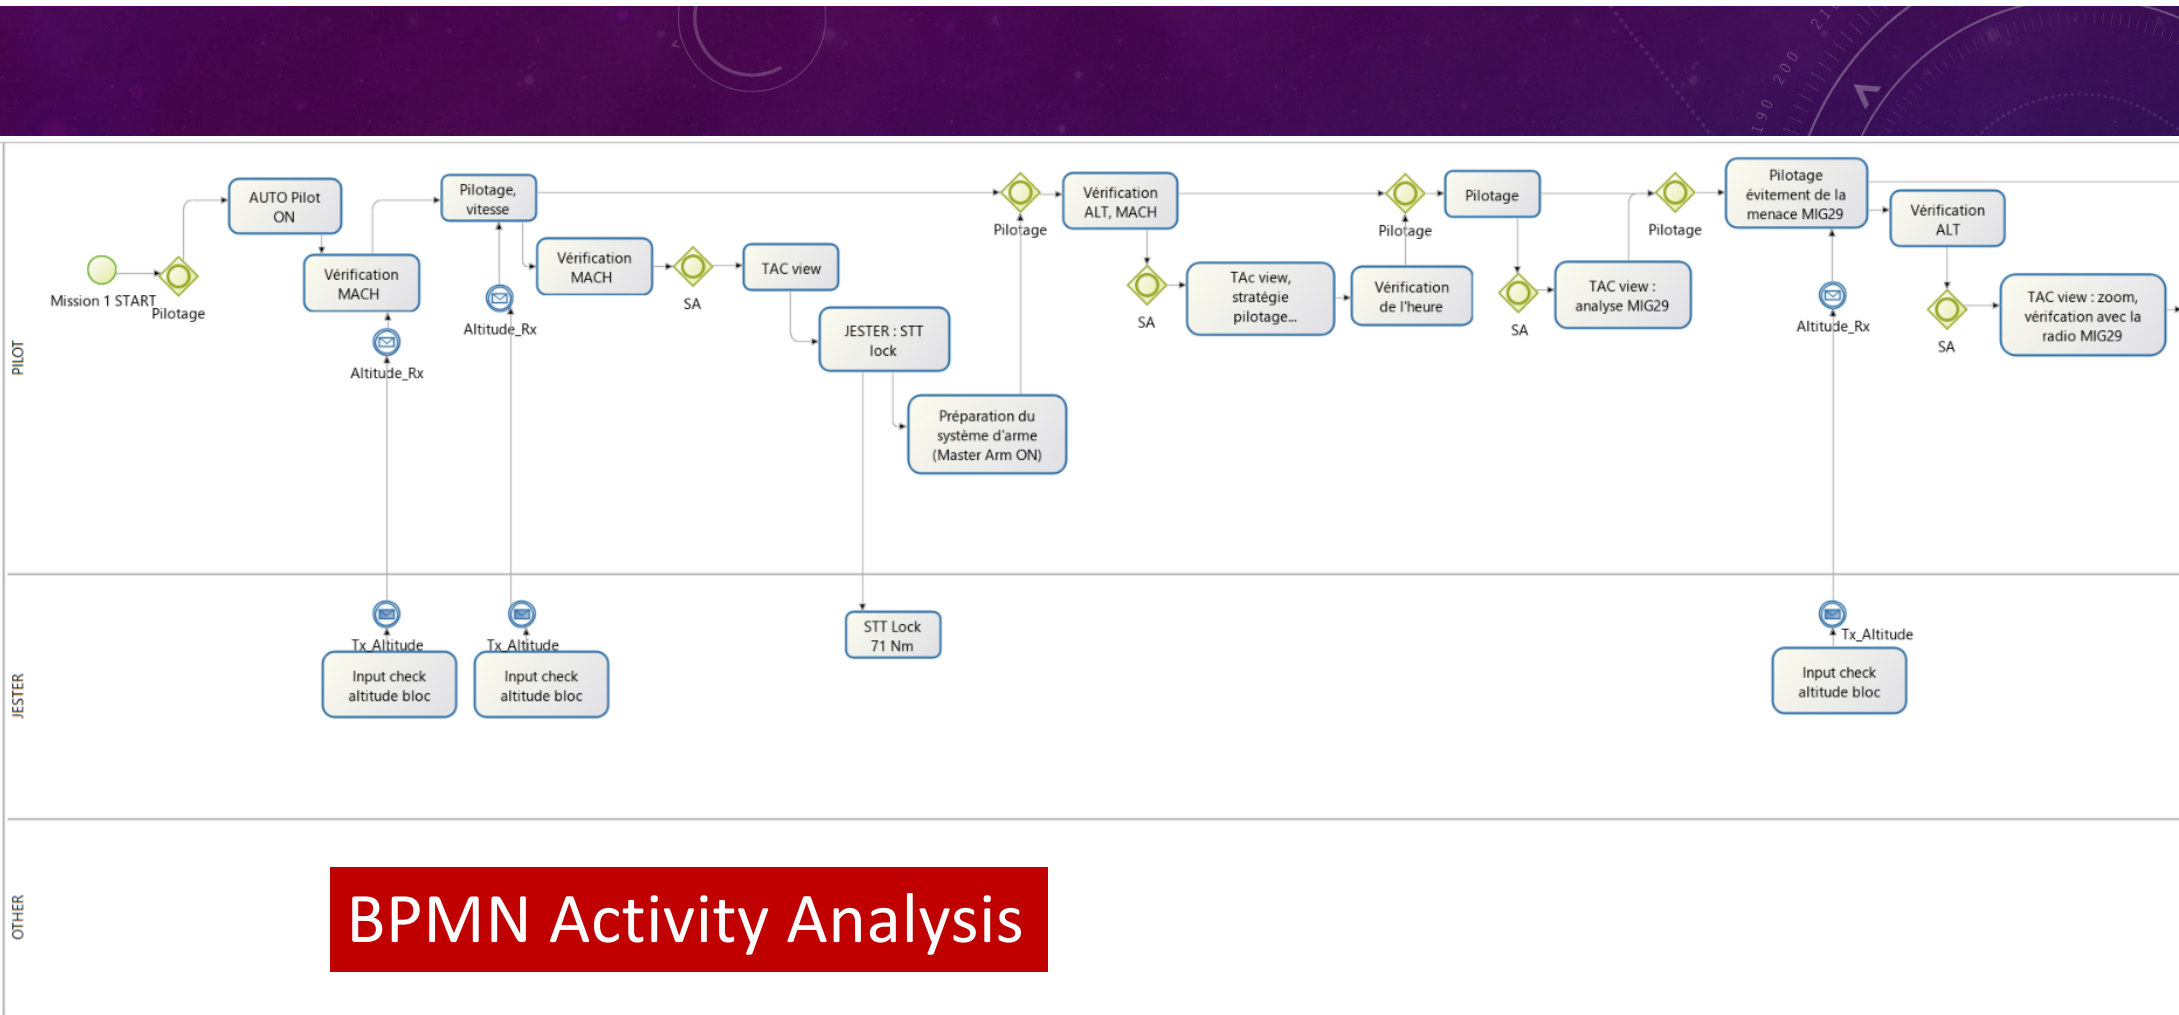 190 200 210
PILOT
Mission 1 START
Pilotage
AUTO Pilot
ON
Vérification
MACH
Altitude_Rx
Pilotage,
vitesse
Altitude_Rx
Vérification
MACH
SA
TAC view
JESTER : STT
lock
Préparation du
système d'arme
(Master Arm ON)
Pilotage
Vérification
ALT, MACH
SA
TAc view,
stratégie
pilotage...
Vérification
de l'heure
Pilotage
Pilotage
SA
TAC view :
analyse MIG29
Pilotage
Pilotage
évitement de la
menace MIG29
Altitude_Rx
Vérification
ALT
SA
TAC view : zoom,
vérifcation avec la
radio MIG29
JESTER
Tx_Altitude
Input check
altitude bloc
Tx_Altitude
Input check
altitude bloc
STT Lock
71 Nm
Tx_Altitude
Input check
altitude bloc
OTHER
BPMN Activity Analysis